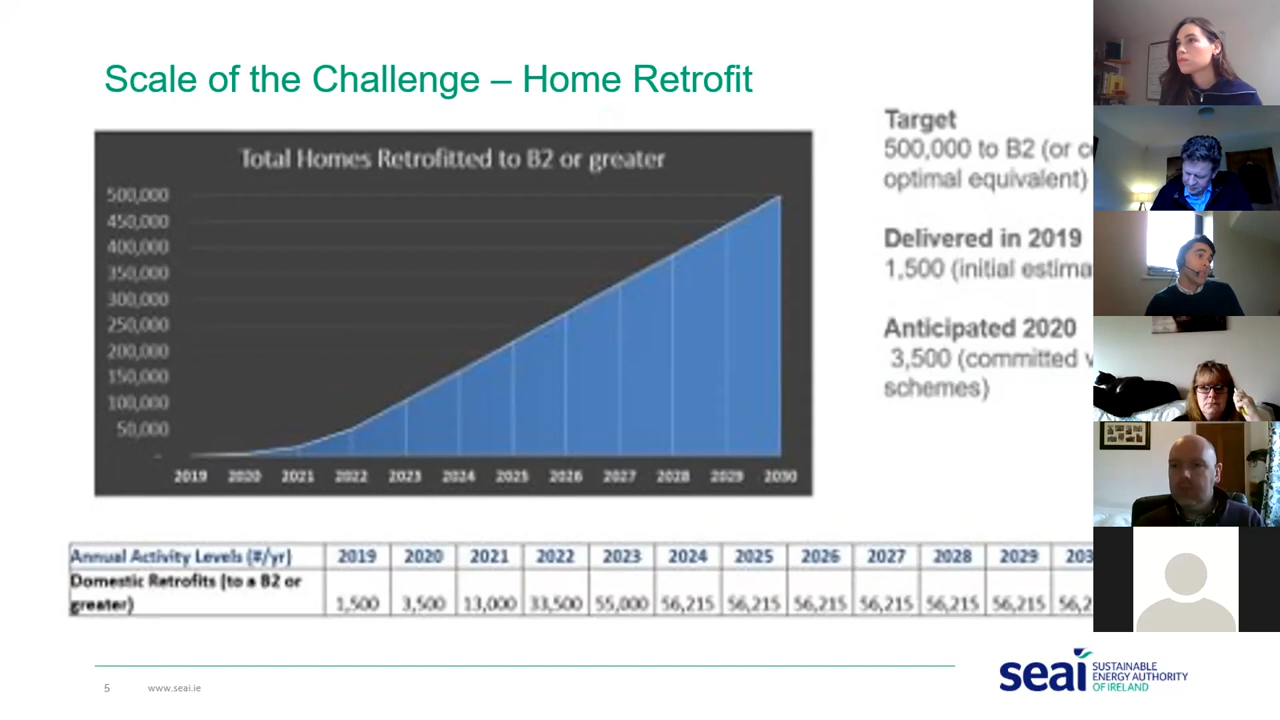 Scale of the Challenge – Home Retrofit
Total Homes Retrofitted to B2 or greater
500,000
450,000
400,000
350,000
300,000
250,000
200,000
150,000
100,000
50,000
-
2019 2020 2021 2022 2023 2024 2025 2026 2027 2028 2029 2030
Target
500,000 to B2 (or
optimal equivalent)
Delivered in 2019
1,500 (initial
Anticipated 2020
3,500 (committed
schemes)
Annual Activity Levels (#/yr) 2019 2020 2021 2022 2023 2024 2025 2026 2027 2028 2029
Domestic Retrofits (to a B2 or
greater) 1,500 3,500 13,000 33,500 55,000 56,215 56,215 56,215 56,215 56,215 56,215
5 www.seai.ie
seai SUSTAINABLE
ENERGY AUTHORITY
OF IRELAND